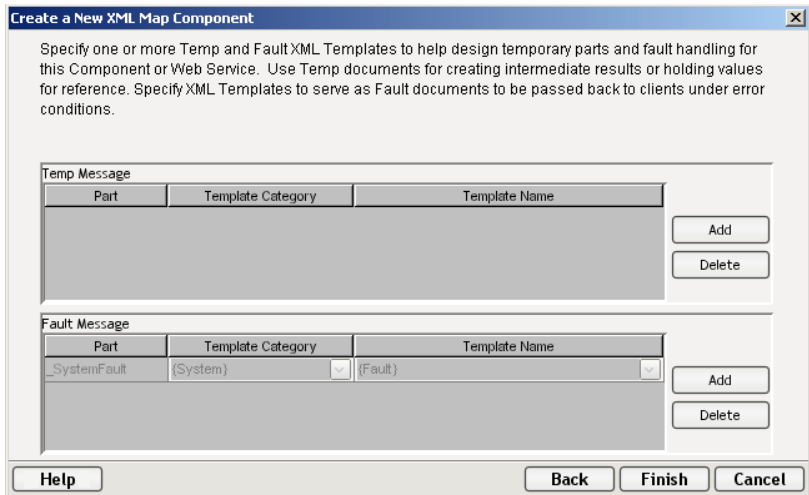 Create a New XML Map Component
Specify one or more Temp and Fault XML Templates to help design temporary parts and fault handling for
this Component or Web Service.  Use Temp documents for creating intermediate results or holding values
for reference. Specify XML Templates to serve as Fault documents to be passed back to clients under error
conditions.
Temp Message
Part Template Category Template Name
Add
Delete
Fault Message
Part Template Category Template Name
_SystemFault {System} {Fault}
Add
Delete
Help Back Finish Cancel